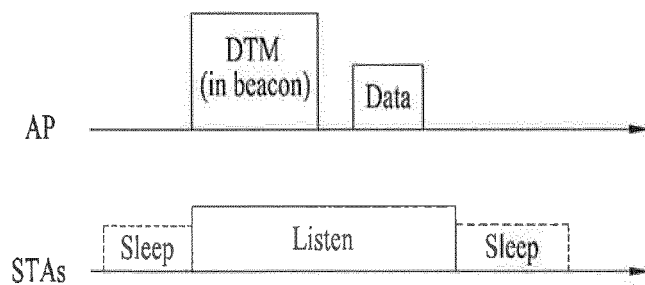 DTM
(in beacon)
Data
AP
Sleep
Listen
Sleep
STAs